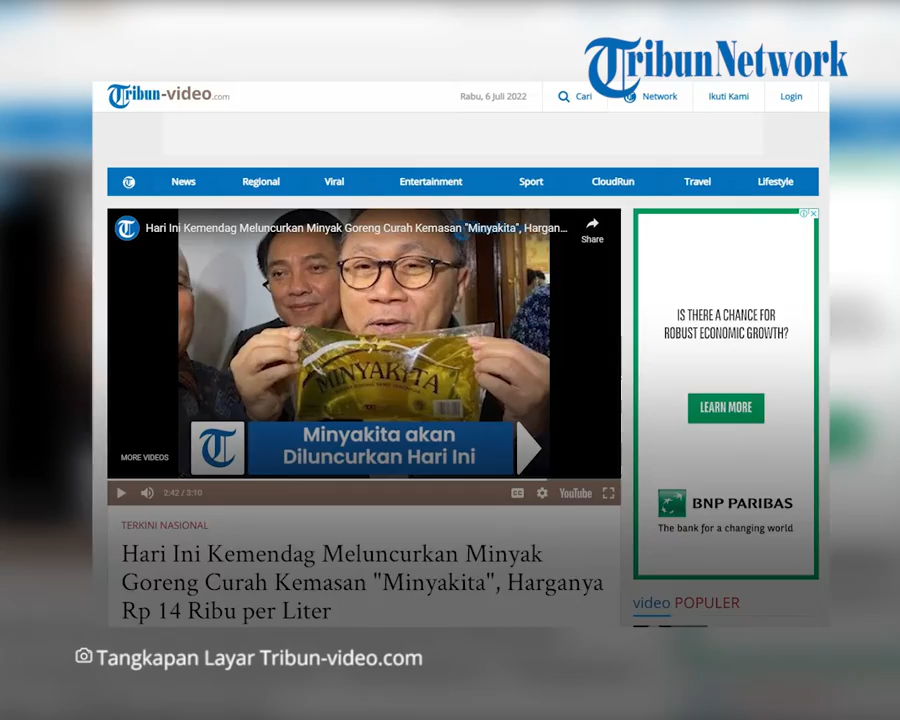 TribunNetwork
Tribun-video.com
Rabu, 6 Juli 2022
Cari
Network
Ikuti Kami
Login
News
Regional
Viral
Entertainment
Sport
CloudRun
Travel
Lifestyle
Hari Ini Kemendag Meluncurkan Minyak Goreng Curah Kemasan "Minyakita", Hargan...
Share
MINYAKITA
Minyakita akan
Diluncurkan Hari Ini
MORE VIDEOS
2:42 / 3:10
CC
YouTube
TERKINI NASIONAL
Hari Ini Kemendag Meluncurkan Minyak
Goreng Curah Kemasan "Minyakita", Harganya
Rp 14 Ribu per Liter
IS THERE A CHANCE FOR
ROBUST ECONOMIC GROWTH?
LEARN MORE
BNP PARIBAS
The bank for a changing world
video POPULER
Tangkapan Layar Tribun-video.com